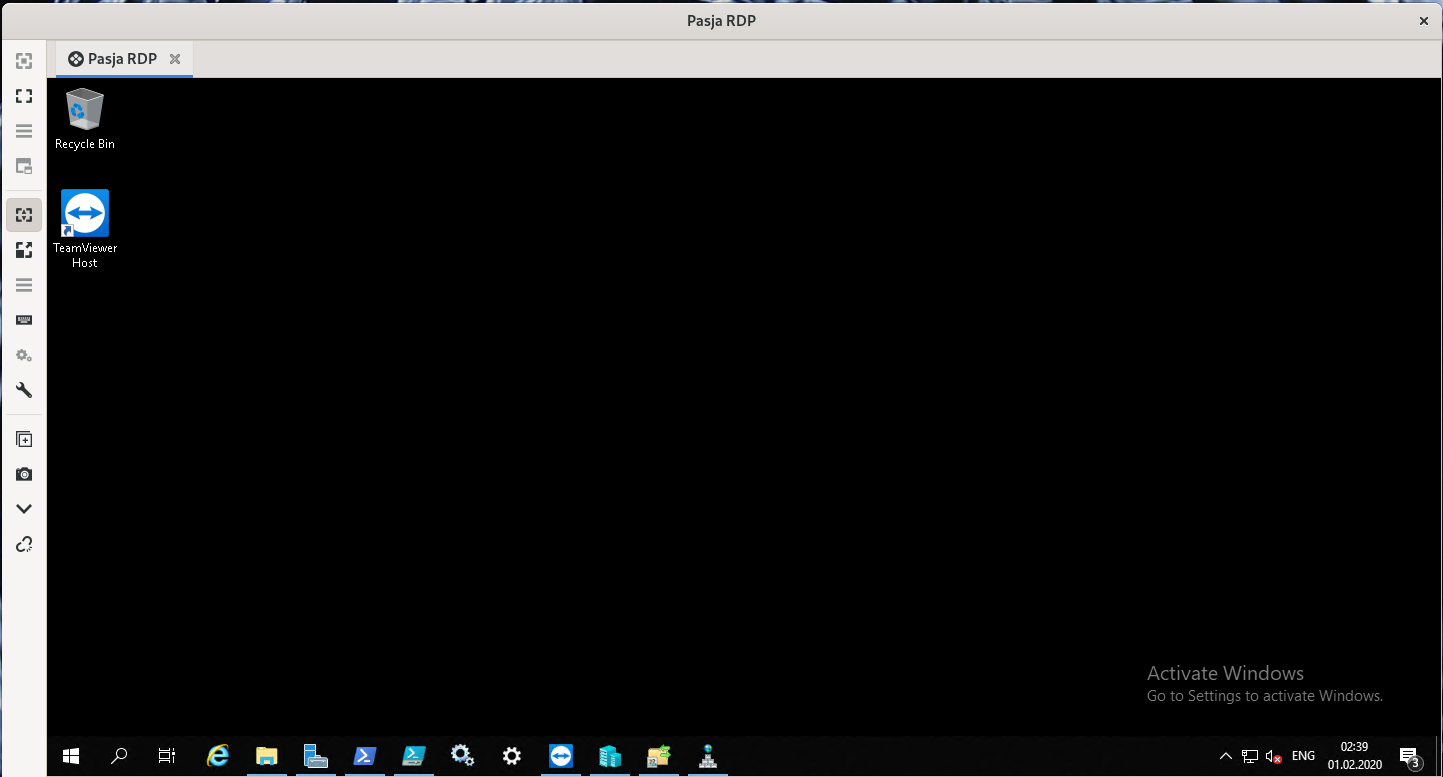 Pasja RDP
Pasja RDP
Recycle Bin
TeamViewer
Host
Activate Windows
Go to Settings to activate Windows.
ENG
02:39
01.02.2020
3